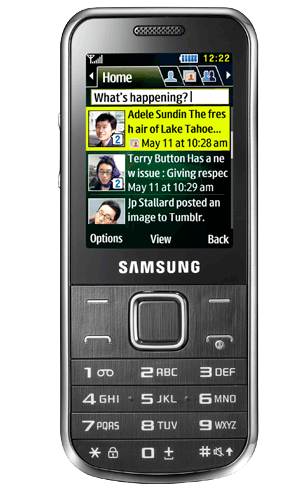 12:22
Home
What's happening?
Adele Sundin The fres
h air of Lake Tahoe...
2
May 11 at 10:28 am
Terry Button Has a ne
w issue : Giving respec
2
May 11 at 10:29 am
Jp Stallard posted an
image to Tumblr.
Options View Back
SAMSUNG
1 2 ABC 3 DEF
4 GHI 5 JKL 6 MNO
7 PQRS 8 TUV 9 WXYZ
* 0 ± #